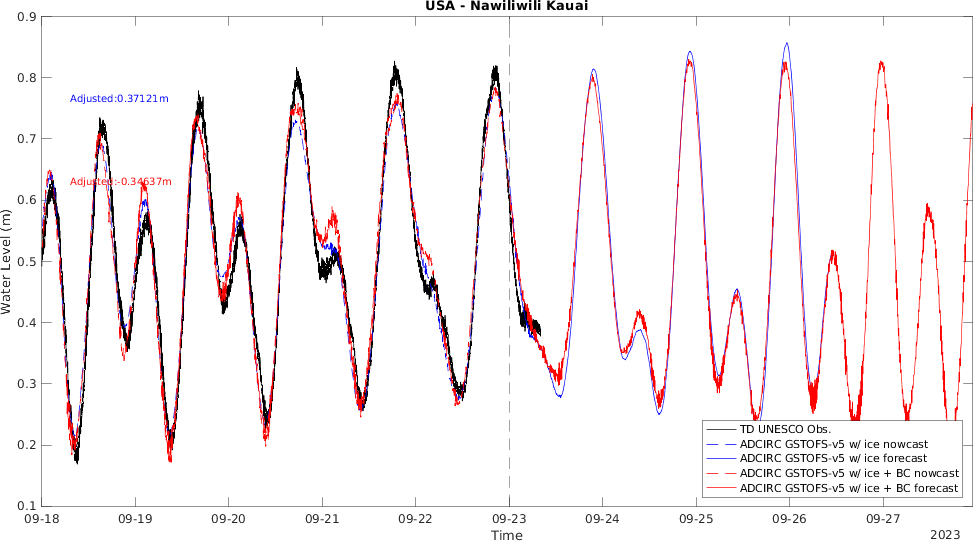 USA - Nawiliwili Kauai
0.9
0.8
0.7
0.6
0.5
0.4
0.3
0.2
0.1
Water Level (m)
Adjusted:0.37121m
Adjusted:-0.34637m
TD UNESCO Obs.
ADCIRC GSTOFS-v5 w/ ice nowcast
ADCIRC GSTOFS-v5 w/ ice forecast
ADCIRC GSTOFS-v5 w/ ice + BC nowcast
ADCIRC GSTOFS-v5 w/ ice + BC forecast
09-18 09-19 09-20 09-21 09-22 09-23 09-24 09-25 09-26 09-27
Time
2023